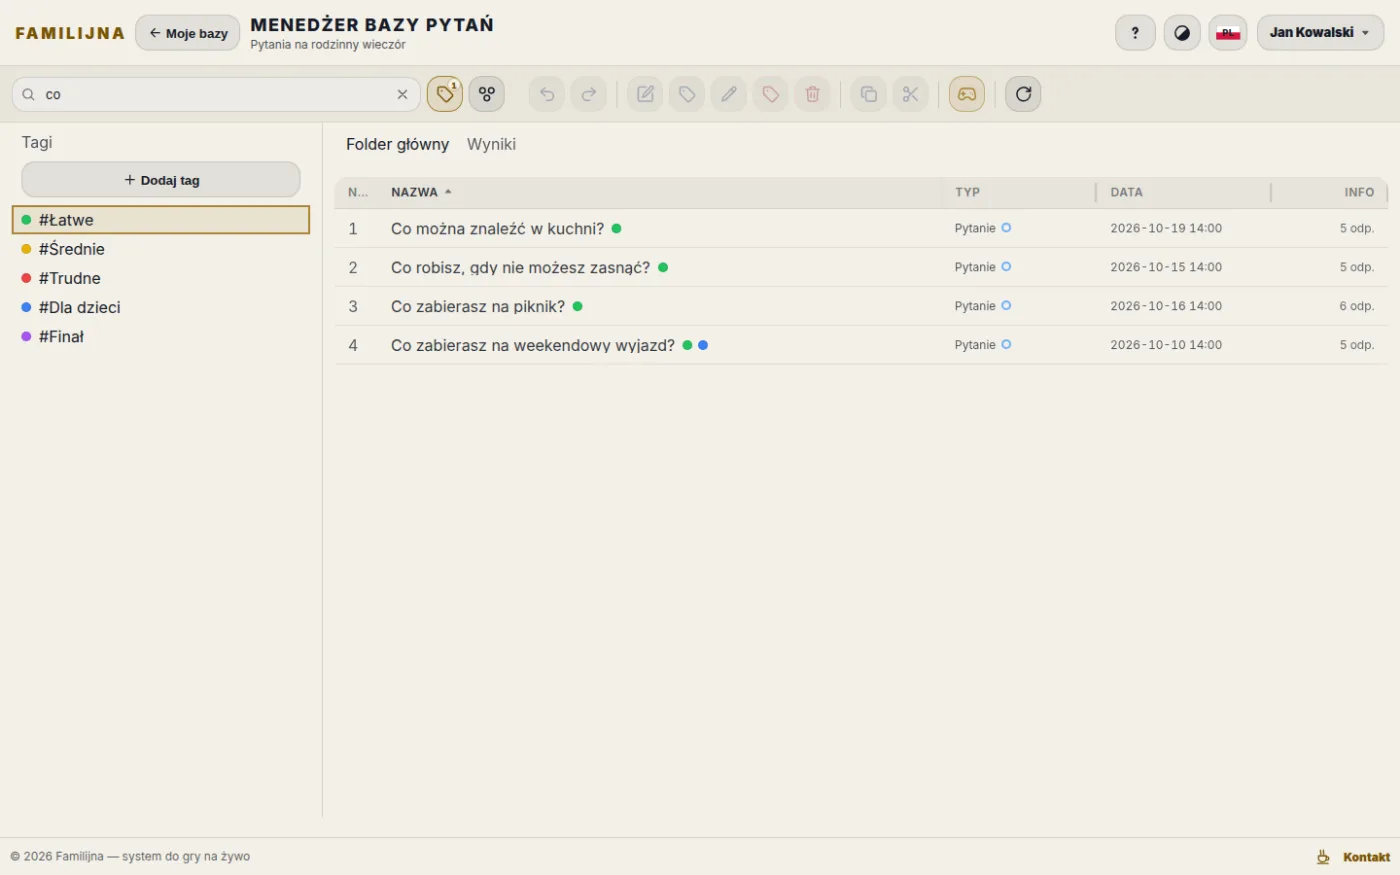 FAMILIJNA
← Moje bazy
MENEDŻER BAZY PYTAŃ
Pytania na rodzinny wieczór
?
PL
Jan Kowalski
co
1
Tagi
+ Dodaj tag
#Łatwe
#Średnie
#Trudne
#Dla dzieci
#Finał
Folder główny Wyniki
N... NAZWA TYP DATA INFO
1 Co można znaleźć w kuchni? Pytanie 2026-10-19 14:00 5 odp.
2 Co robisz, gdy nie możesz zasnąć? Pytanie 2026-10-15 14:00 5 odp.
3 Co zabierasz na piknik? Pytanie 2026-10-16 14:00 6 odp.
4 Co zabierasz na weekendowy wyjazd? Pytanie 2026-10-10 14:00 5 odp.
© 2026 Familijna — system do gry na żywo
Kontakt